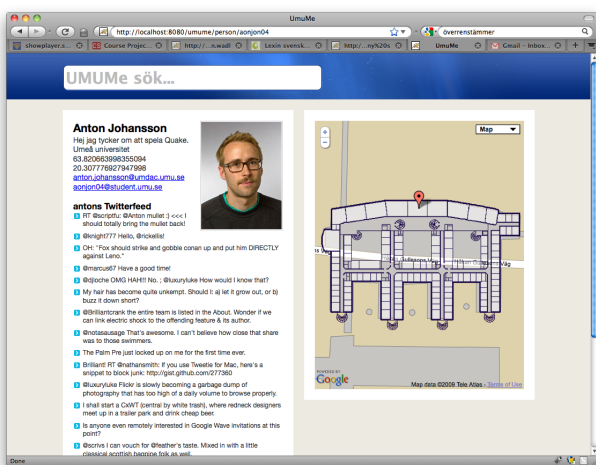 UmuMe
http://localhost:8080/umume/person/aonjon04
överrensstämmer
showplayer.s...
Course Projec...
http://...n.wadl
Lexin svensk...
http:/...ny%20s
UmuMe
Gmail – Inbox...
UMUMe sök...
Anton Johansson
Hej jag tycker om att spela Quake.
Umeå universitet
63.820663998355094
20.307776927947998
anton.johansson@umdac.umu.se
aonjon04@student.umu.se
antons Twitterfeed
RT @scriptfu: @Anton mullet :) <<< I
should totally bring the mullet back!
@knight777 Hello, @rickellis!
OH: "Fox should strike and gobble conan up and put him DIRECTLY
against Leno."
@marcus67 Have a good time!
@djloche OMG HAH!! No. ; @luxuryluke How would I know that?
My hair has become quite unkempt. Should I: a) let it grow out, or b)
buzz it down short?
@Brilliantcrank the entire team is listed in the About. Wonder if we
can link electric shock to the offending feature & its author.
@notasausage That's awesome. I can't believe how close that share
was to those swimmers.
The Palm Pre just locked up on me for the first time ever.
Brilliant! RT @nathansmith: If you use Tweetie for Mac, here's a
snippet to block junk: http://gist.github.com/277360
@luxuryluke Flickr is slowly becoming a garbage dump of
photography that has too high of a daily volume to browse properly.
I shall start a CxWT (central by white trash), where redneck designers
meet up in a trailer park and drink cheap beer.
Is anyone even remotely interested in Google Wave invitations at this
point?
@scrivs I can vouch for @feather's taste. Mixed in with a little
classical scottish bagpipe folk as well.
Map
POWERED BY
Google
Map data ©2009 Tele Atlas - Terms of Use
Done